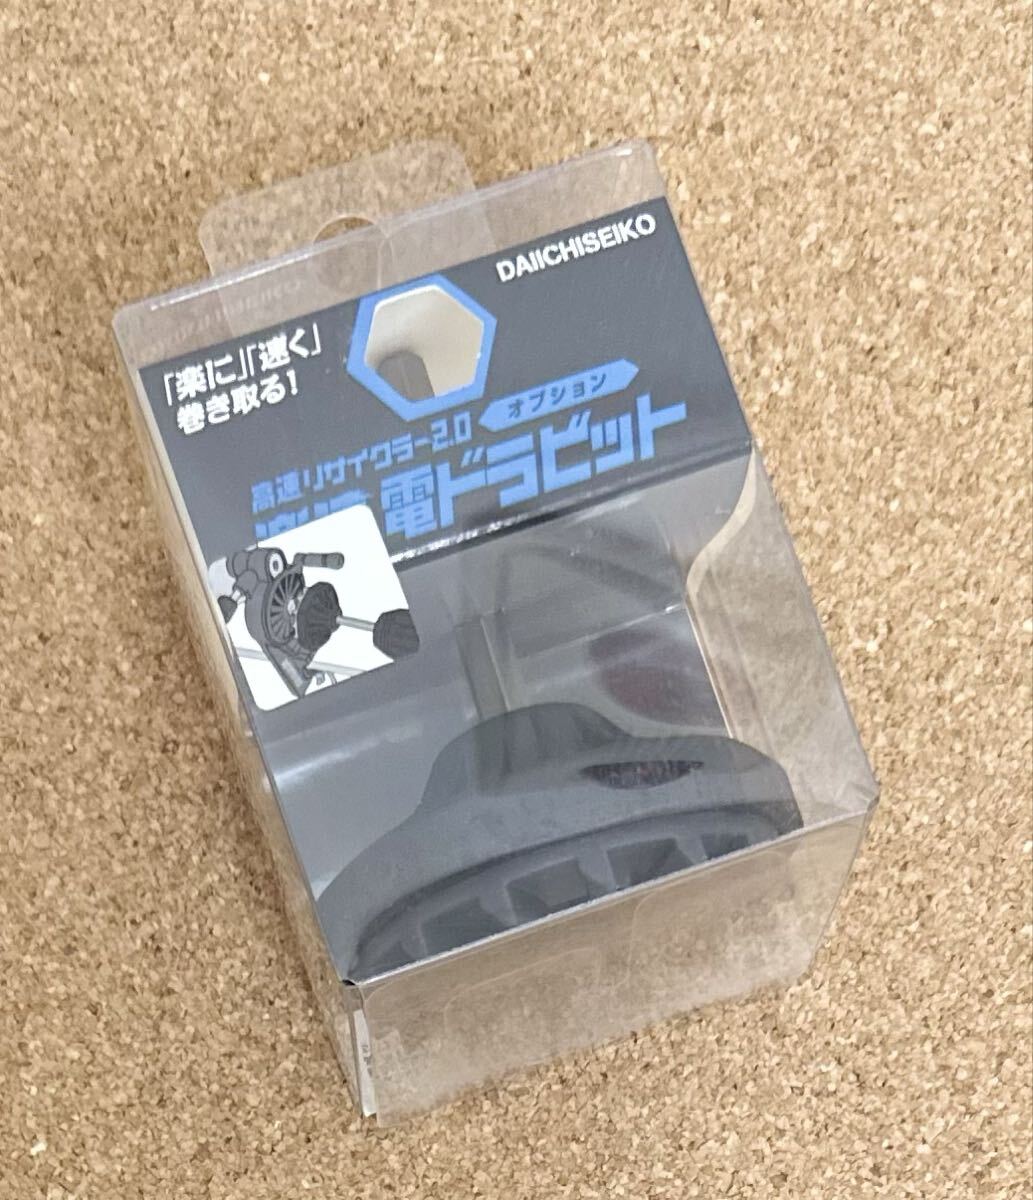 DAIICHISEIKO
「楽に」「速く」
巻き取る！
高速リサイクラー2.0
オプション
電ドラビット